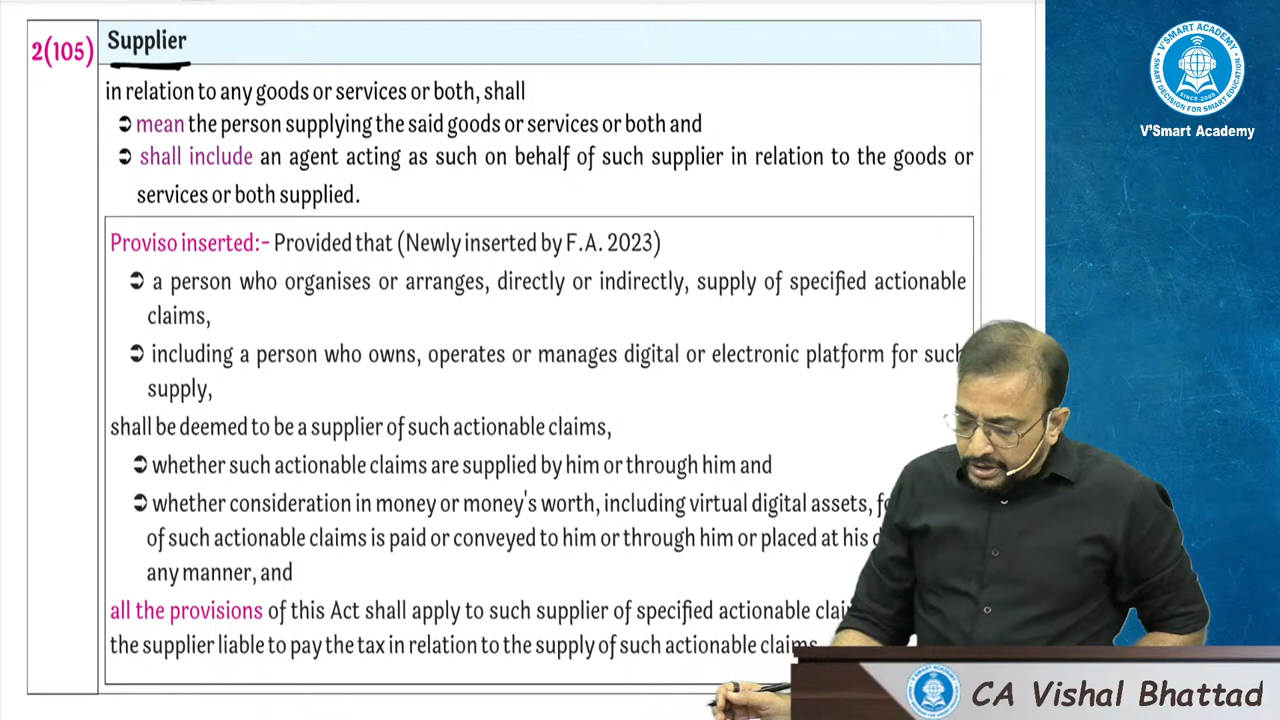 2(105)
Supplier
in relation to any goods or services or both, shall
➲ mean the person supplying the said goods or services or both and
➲ shall include an agent acting as such on behalf of such supplier in relation to the goods or
services or both supplied.
Proviso inserted:- Provided that (Newly inserted by F.A. 2023)
➲ a person who organises or arranges, directly or indirectly, supply of specified actionable
claims,
➲ including a person who owns, operates or manages digital or electronic platform for such
supply,
shall be deemed to be a supplier of such actionable claims,
➲ whether such actionable claims are supplied by him or through him and
➲ whether consideration in money or money's worth, including virtual digital assets,
of such actionable claims is paid or conveyed to him or through him or placed at his
any manner, and
all the provisions of this Act shall apply to such supplier of specified actionable
the supplier liable to pay the tax in relation to the supply of such actionable claims
V'SMART ACADEMY
SMART DECISION FOR SMART EDUCATION
V'Smart Academy
CA Vishal Bhattad